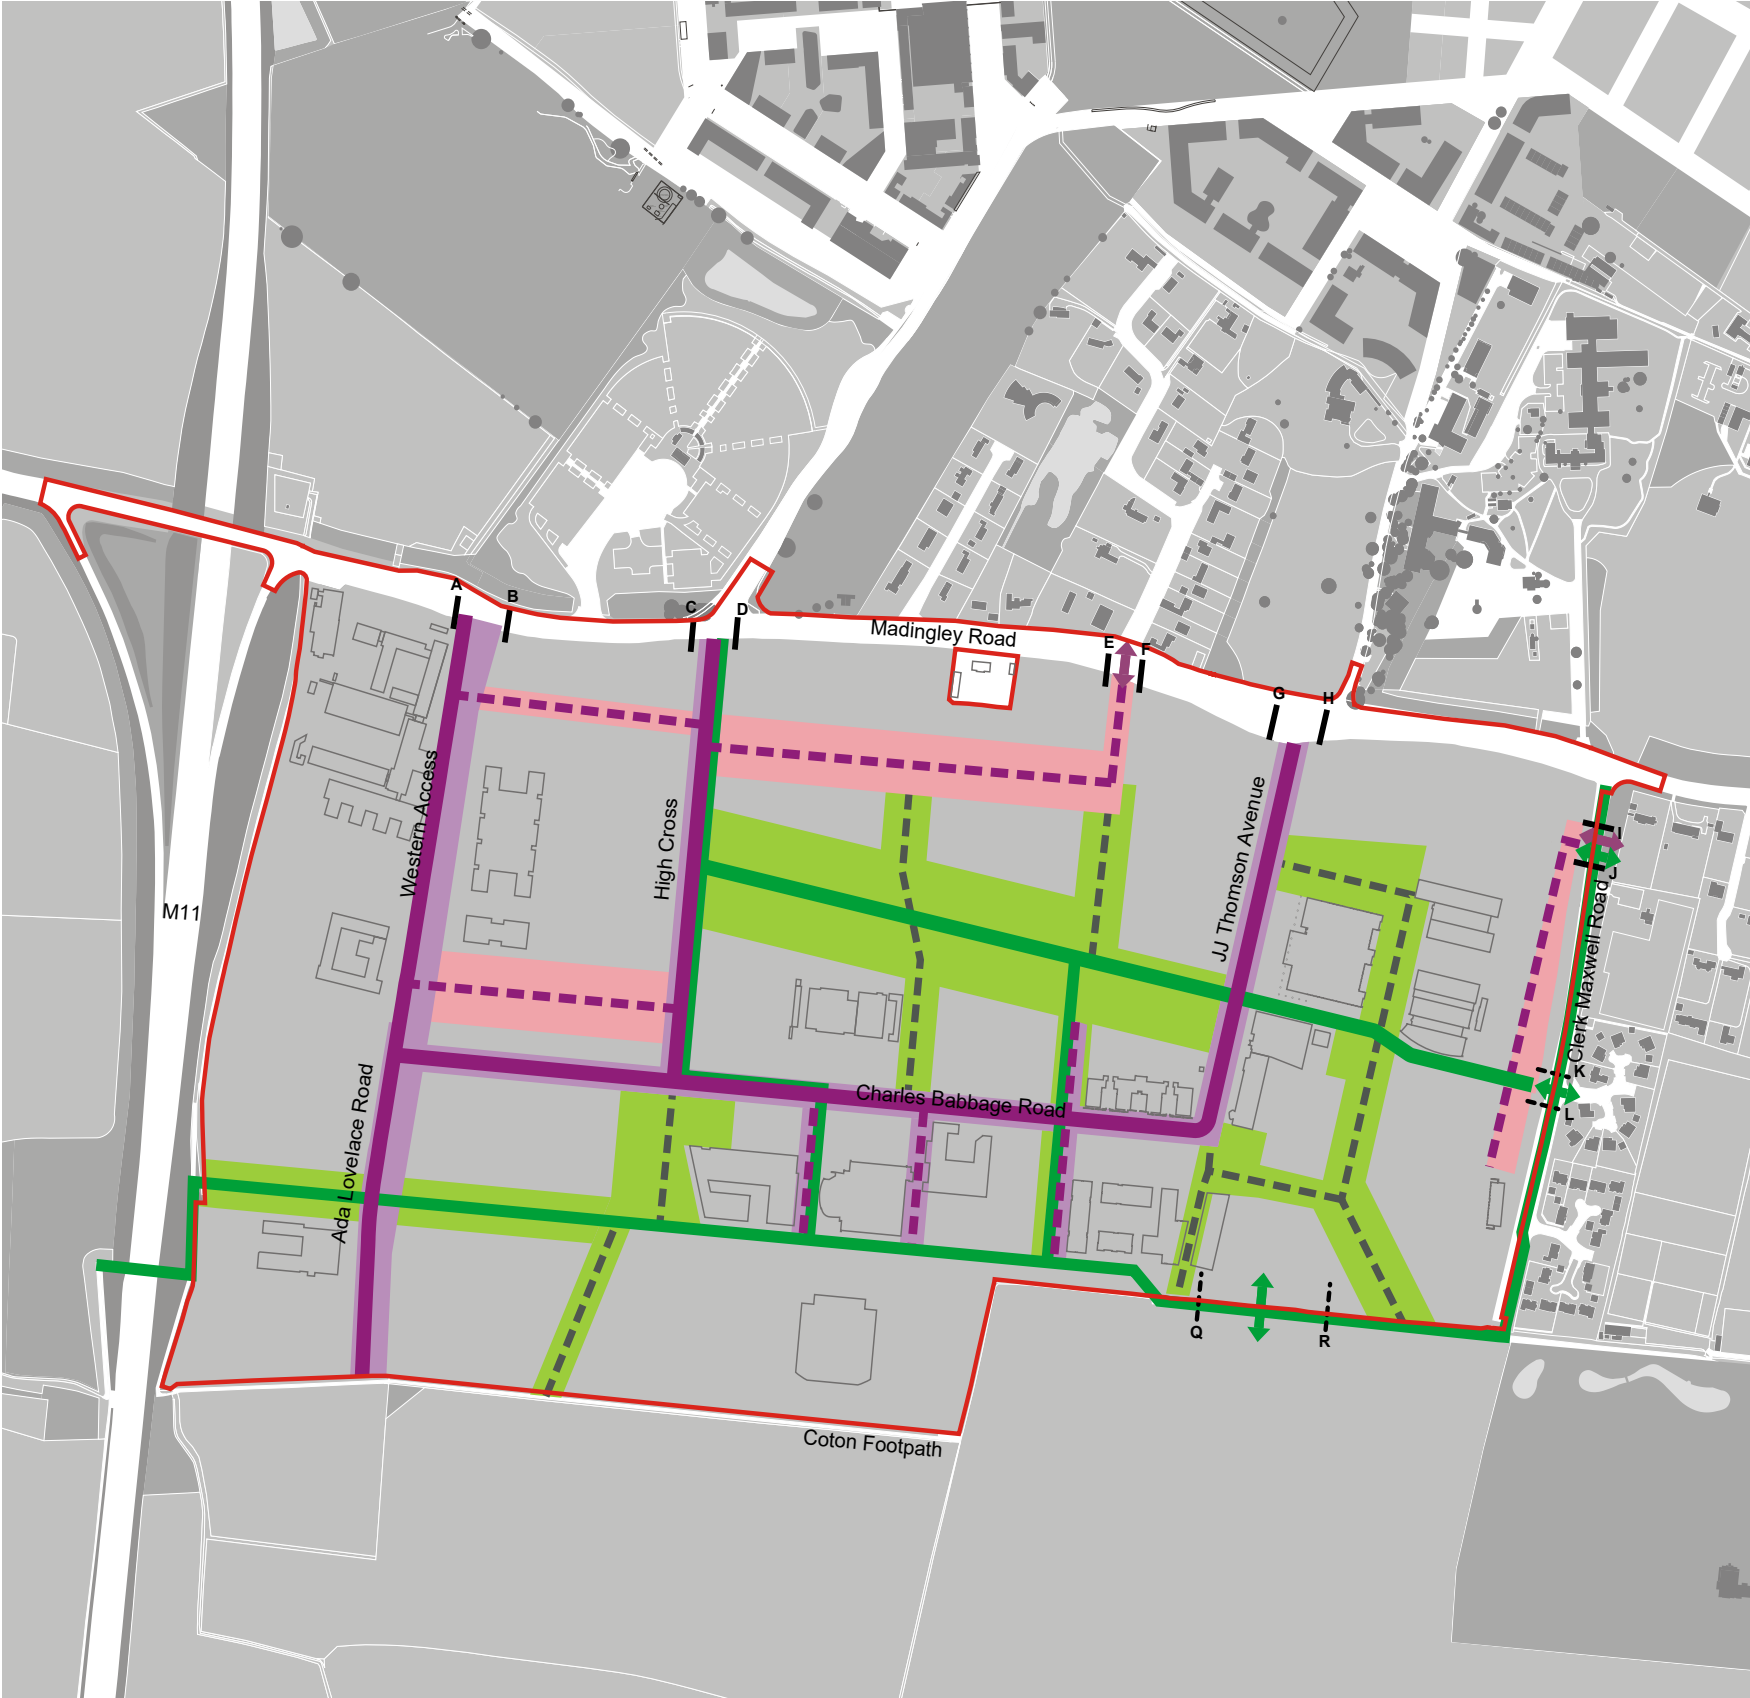 A
B
C
D
Madingley Road
E
F
G
H
Western Access
High Cross
JJ Thomson Avenue
I
J
M11
Clerk Maxwell Road
K
L
Ada Lovelace Road
Charles Babbage Road
Q
R
Coton Footpath